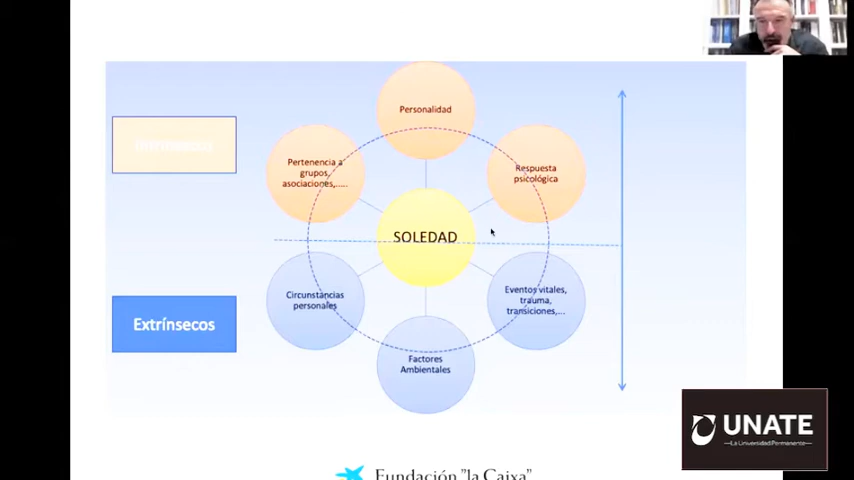 Personalidad
Pertenencia a
grupos,
asociaciones,.....
Respuesta
psicológica
SOLEDAD
Circunstancias
personales
Eventos vitales,
trauma,
transiciones,...
Extrínsecos
Factores
Ambientales
UNATE
La Universidad Permanente
Fundación "la Caixa"